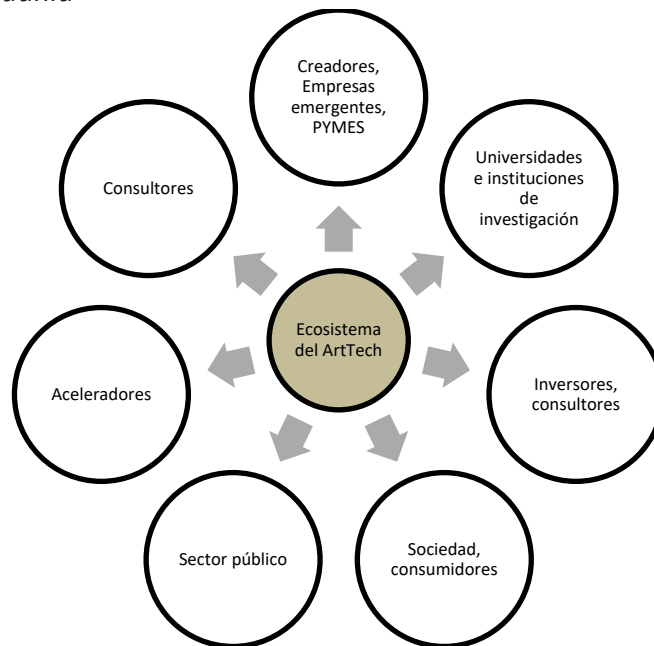 Creadores,
Empresas
emergentes,
PYMES
Universidades
e instituciones
de
investigación
Inversores,
consultores
Sociedad,
consumidores
Sector público
Aceleradores
Consultores
Ecosistema
del ArtTech